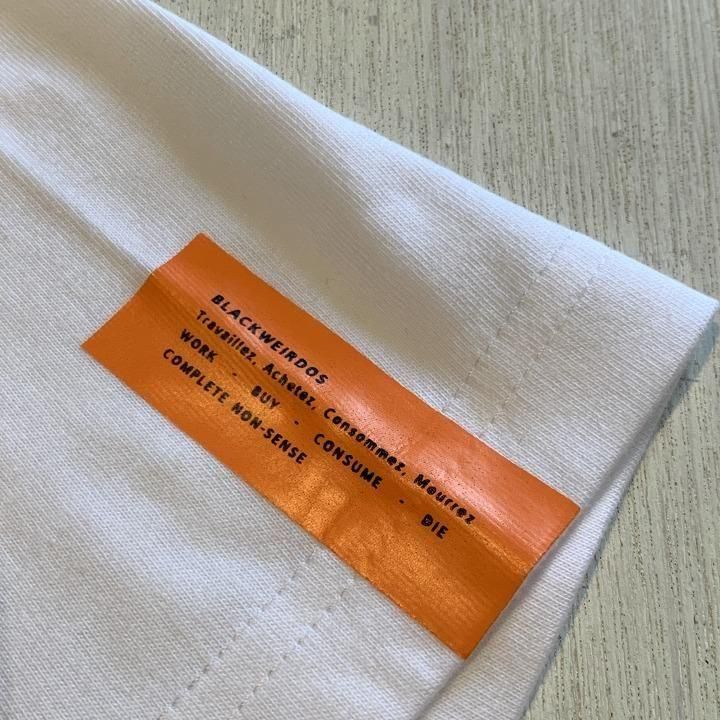 BLACKWEIRDOS
Travaillez, Achetez, Consommez, Mourrez
WORK - BUY - CONSUME - DIE
COMPLETE NON-SENSE